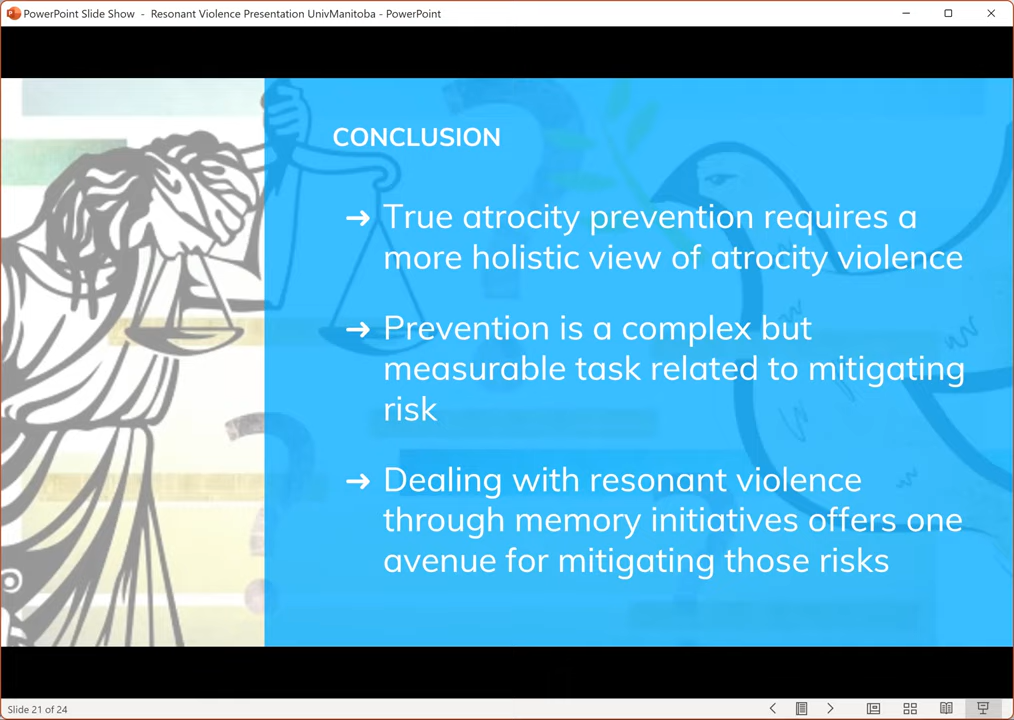 PowerPoint Slide Show - Resonant Violence Presentation UnivManitoba - PowerPoint
CONCLUSION
→ True atrocity prevention requires a
more holistic view of atrocity violence
→ Prevention is a complex but
measurable task related to mitigating
risk
→ Dealing with resonant violence
through memory initiatives offers one
avenue for mitigating those risks
Slide 21 of 24